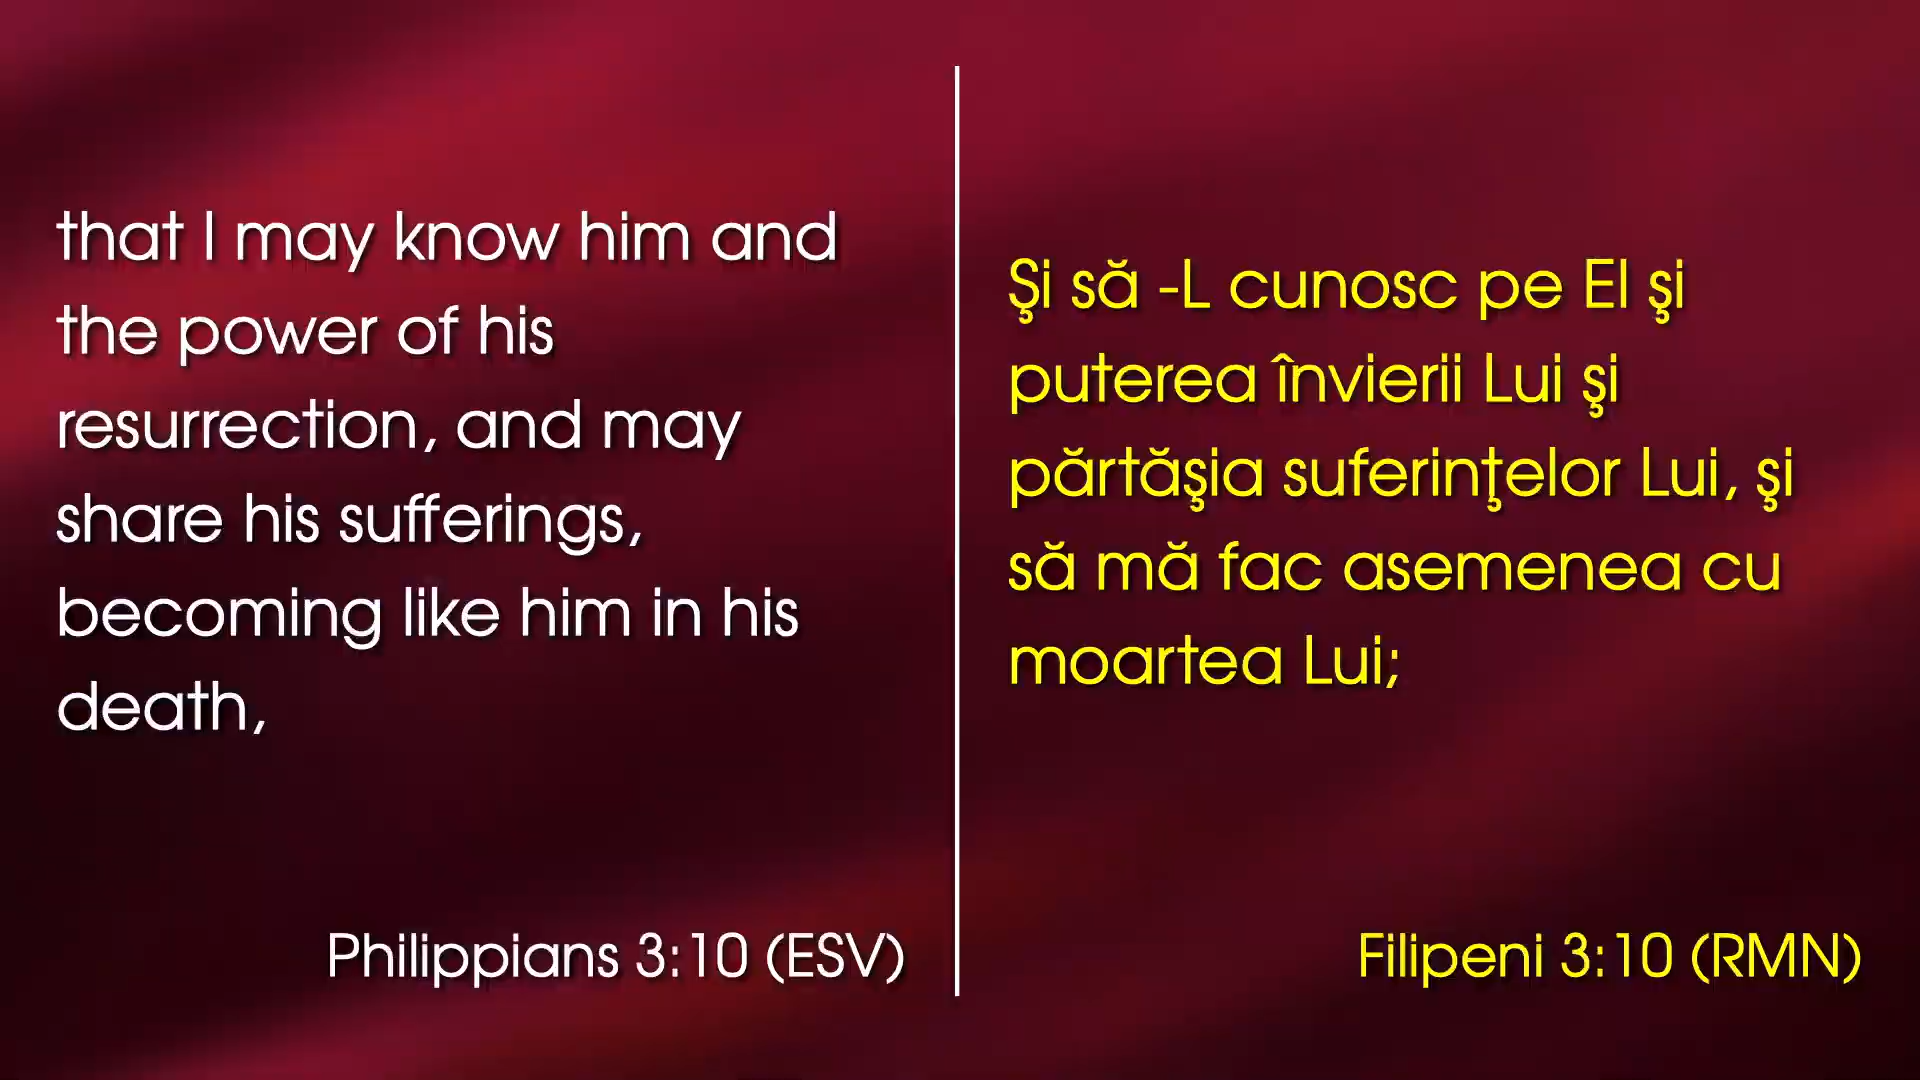 that I may know him and
the power of his
resurrection, and may
share his sufferings,
becoming like him in his
death,
Philippians 3:10 (ESV)
Şi să -L cunosc pe El şi
puterea învierii Lui şi
părtăşia suferinţelor Lui, şi
să mă fac asemenea cu
moartea Lui;
Filipeni 3:10 (RMN)